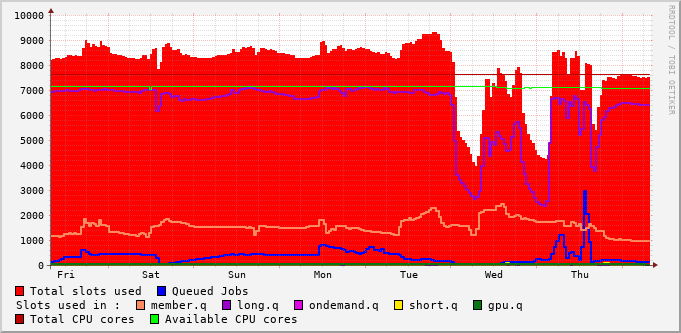 10000
9000
8000
7000
6000
5000
4000
3000
2000
1000
0
Fri Sat Sun Mon Tue Wed Thu
RRDTOOL / TOBI OETIKER
Total slots used Queued Jobs
Slots used in : member.q long.q ondemand.q short.q gpu.q
Total CPU cores Available CPU cores